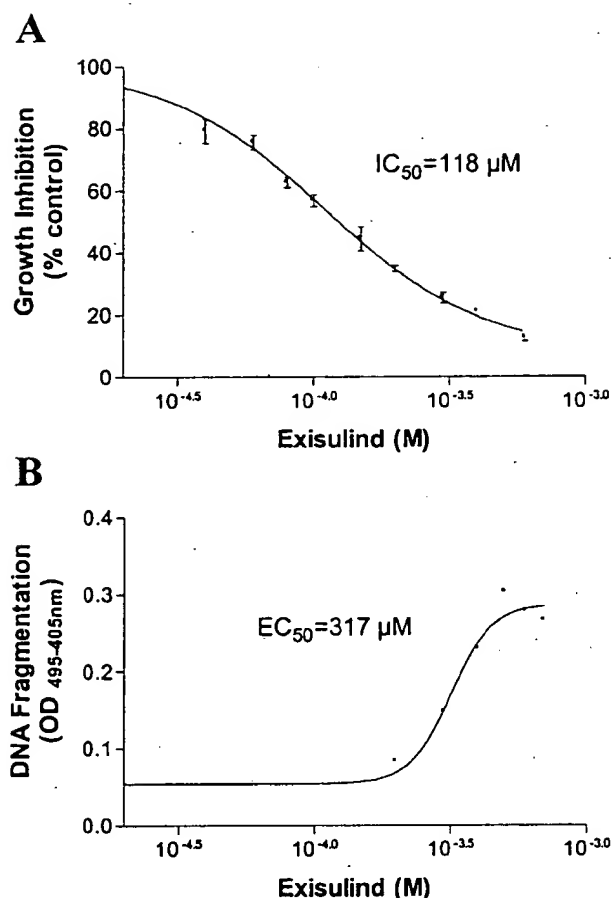 A
100
80
60
40
20
0
Growth Inhibition
(% control)
IC₅₀=118 µM
10⁻⁴·⁵ 10⁻⁴·⁰ 10⁻³·⁵ 10⁻³·⁰
Exisulind (M)
B
0.4
0.3
0.2
0.1
0.0
DNA Fragmentation
(OD 495-405nm)
EC₅₀=317 µM
10⁻⁴·⁵ 10⁻⁴·⁰ 10⁻³·⁵ 10⁻³·⁰
Exisulind (M)